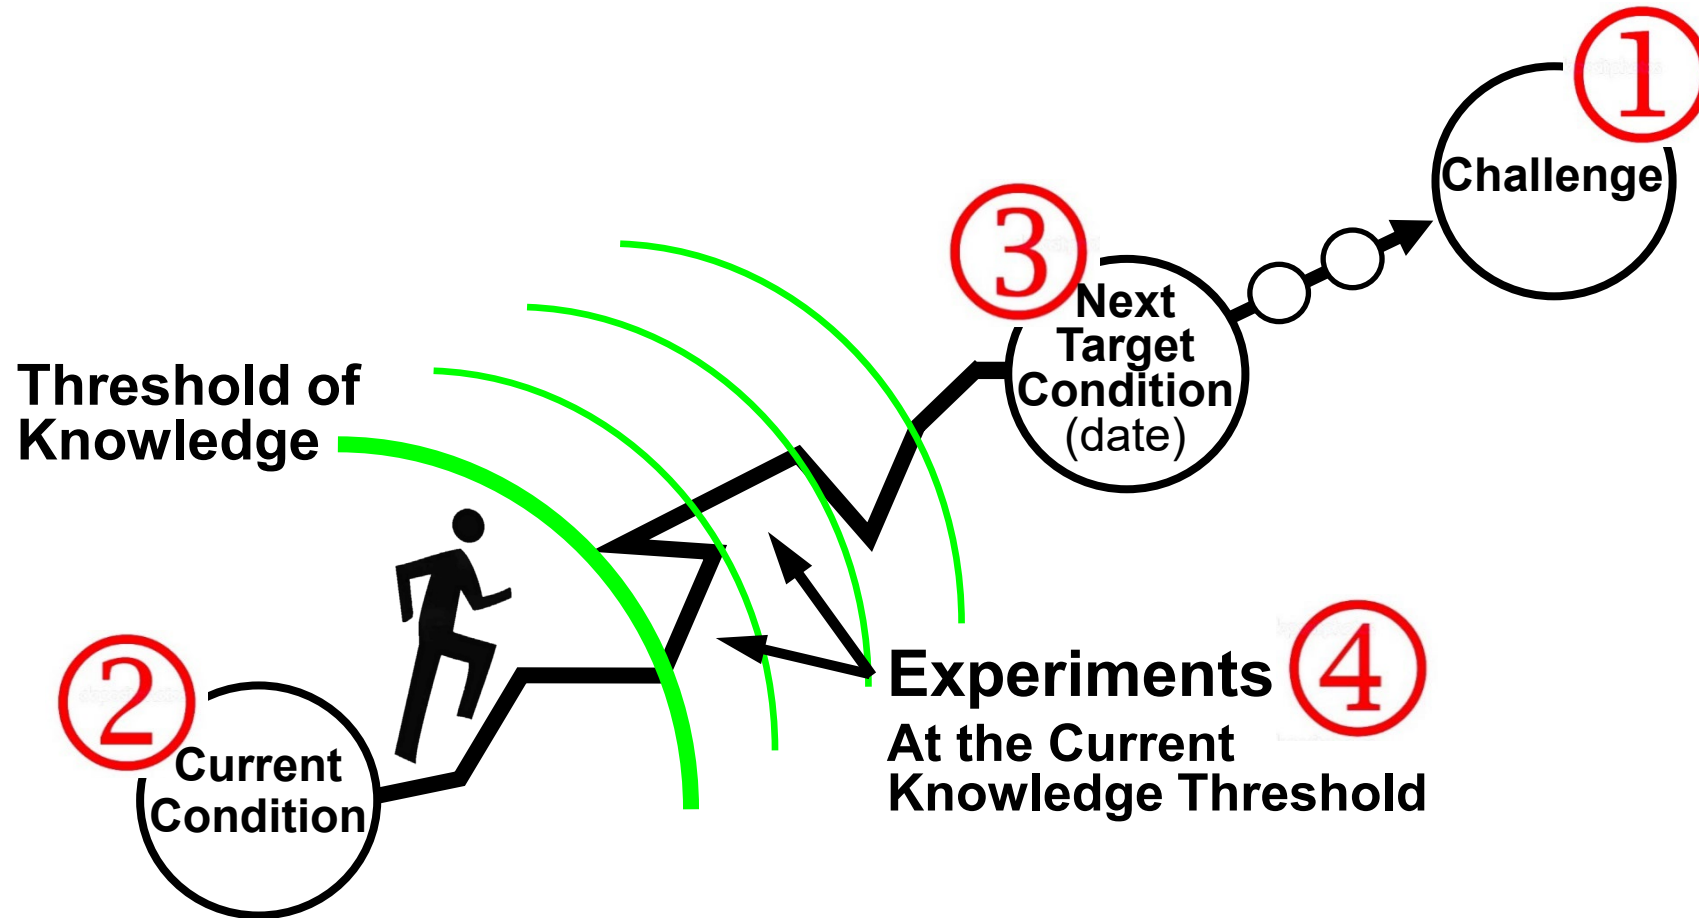 1
Challenge
3
Next
Target
Condition
(date)
Threshold of
Knowledge
2
Current
Condition
Experiments 4
At the Current
Knowledge Threshold